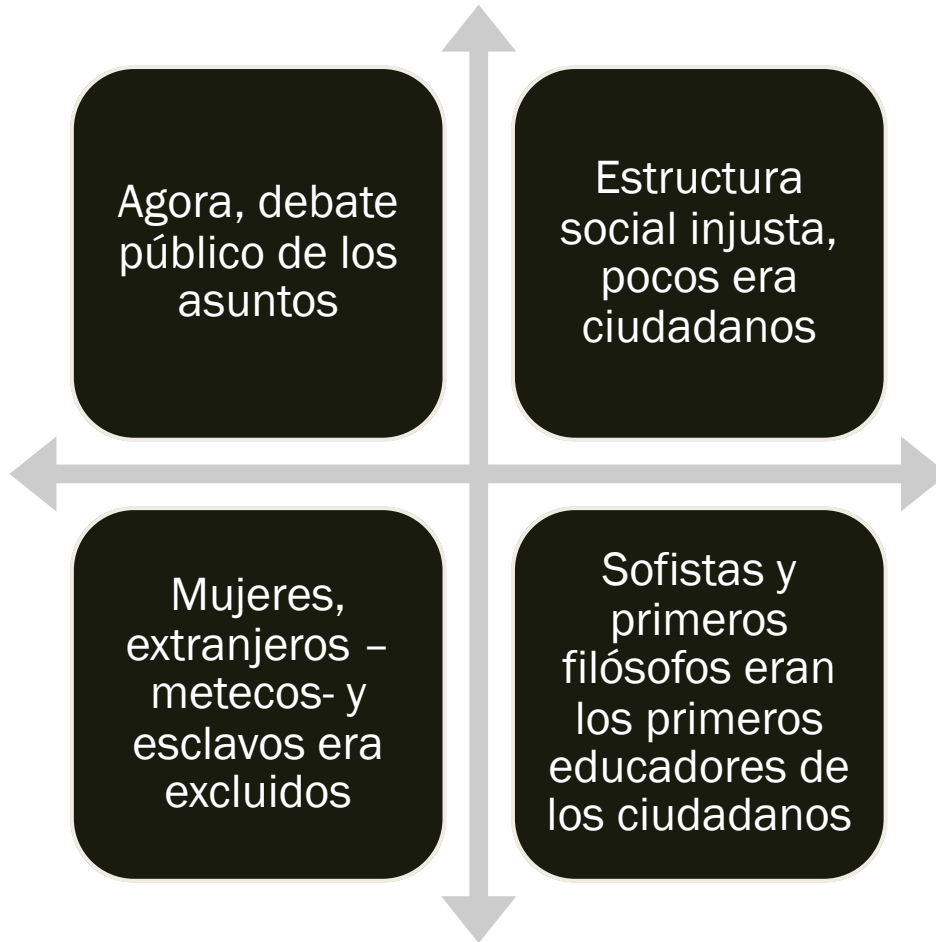 Agora, debate
público de los
asuntos
Estructura
social injusta,
pocos era
ciudadanos
Mujeres,
extranjeros –
metecos- y
esclavos era
excluidos
Sofistas y
primeros
filósofos eran
los primeros
educadores de
los ciudadanos